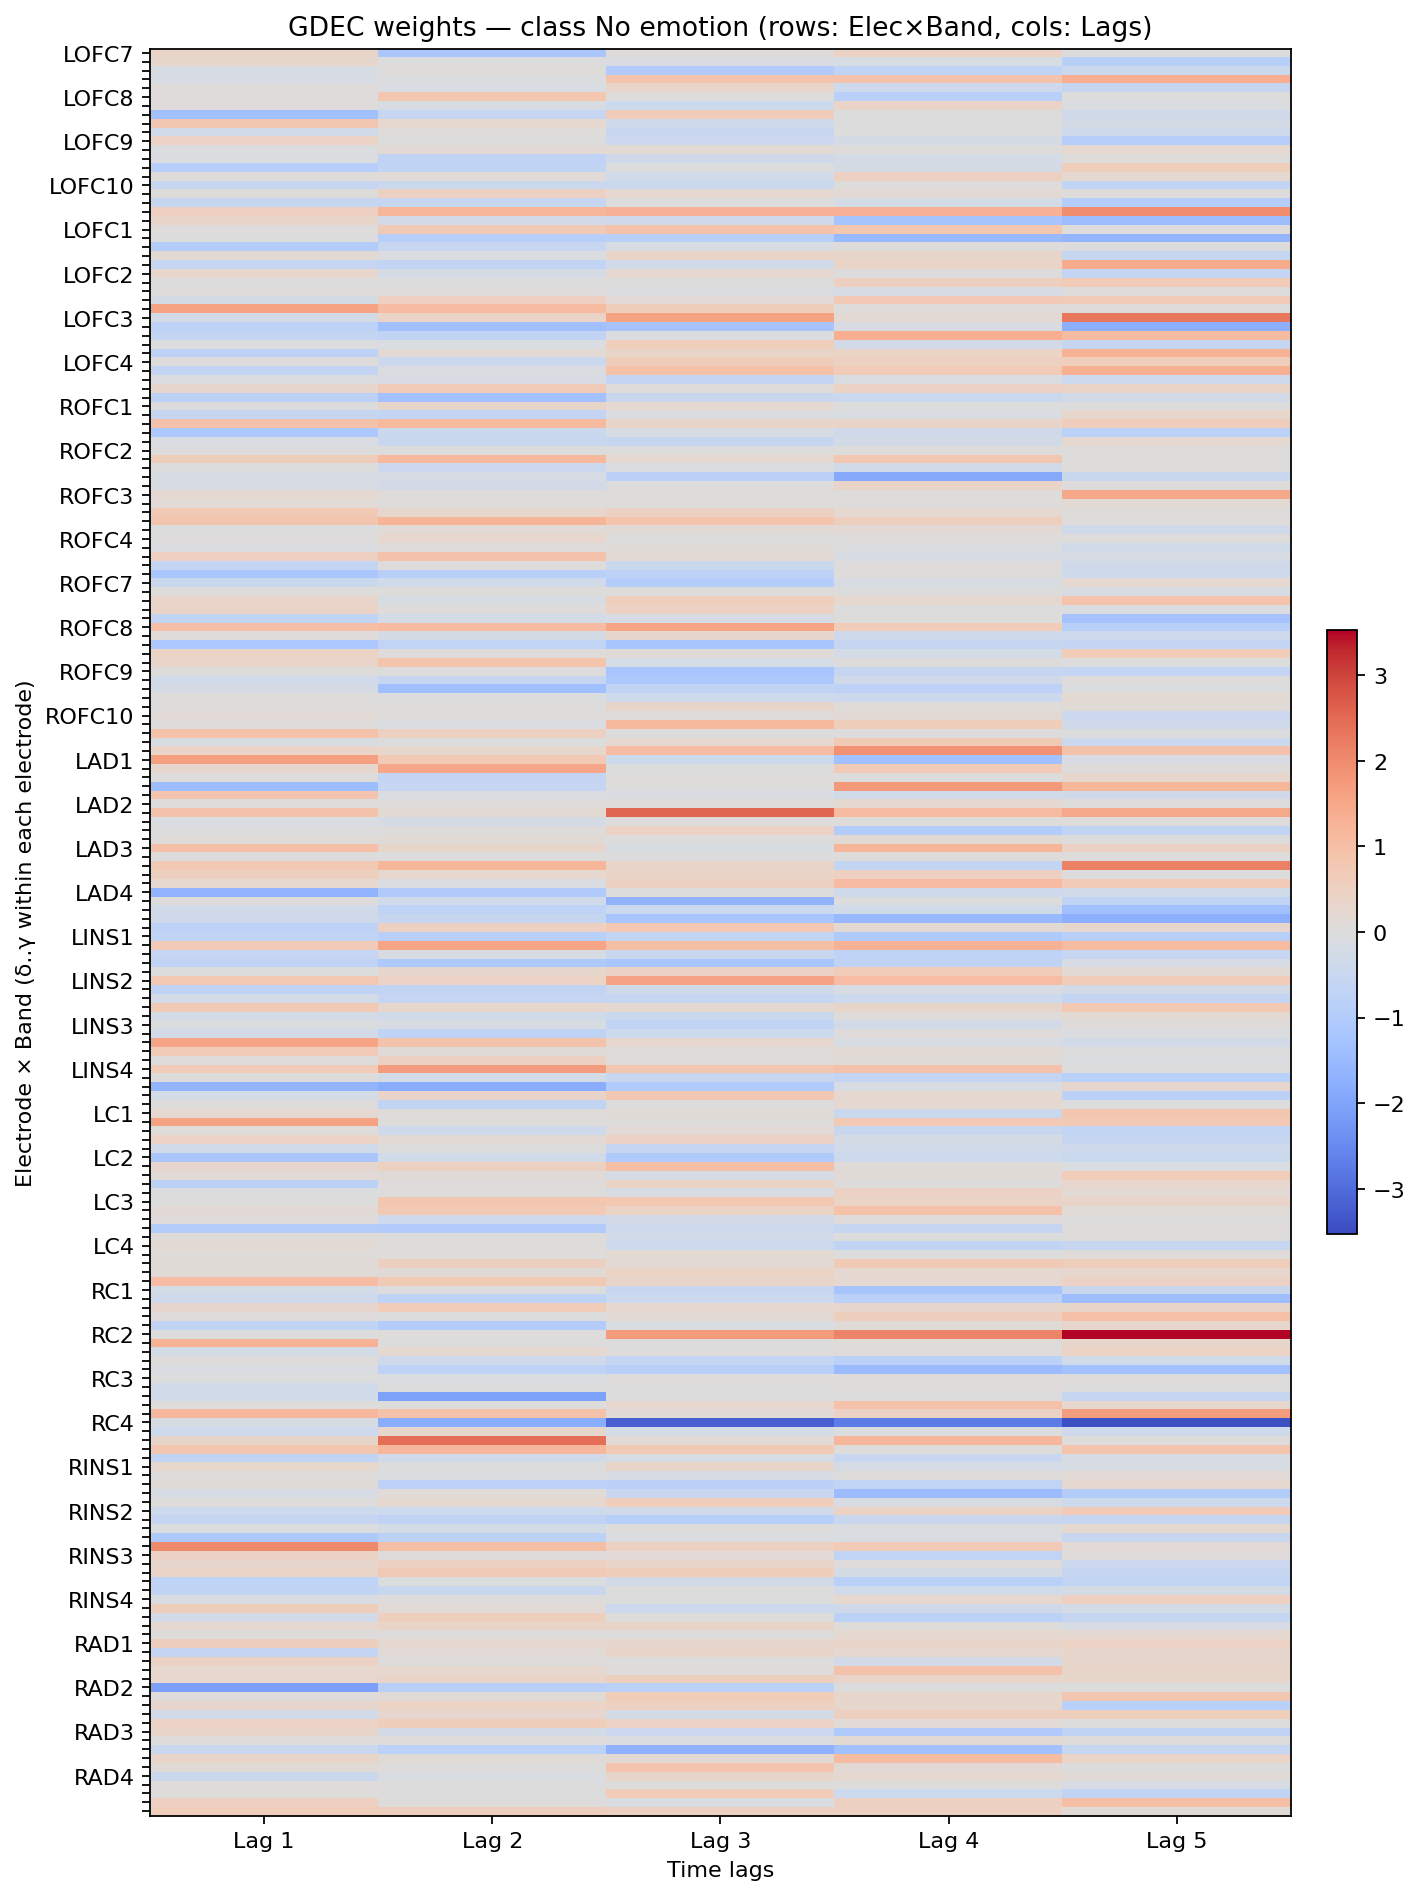 GDEC weights — class No emotion (rows: Elec×Band, cols: Lags)
LOFC7
LOFC8
LOFC9
LOFC10
LOFC1
LOFC2
LOFC3
LOFC4
ROFC1
ROFC2
ROFC3
ROFC4
ROFC7
ROFC8
ROFC9
ROFC10
LAD1
LAD2
LAD3
LAD4
LINS1
LINS2
LINS3
LINS4
LC1
LC2
LC3
LC4
RC1
RC2
RC3
RC4
RINS1
RINS2
RINS3
RINS4
RAD1
RAD2
RAD3
RAD4
Electrode × Band (δ..γ within each electrode)
Lag 1 Lag 2 Lag 3 Lag 4 Lag 5
Time lags
3
2
1
0
−1
−2
−3